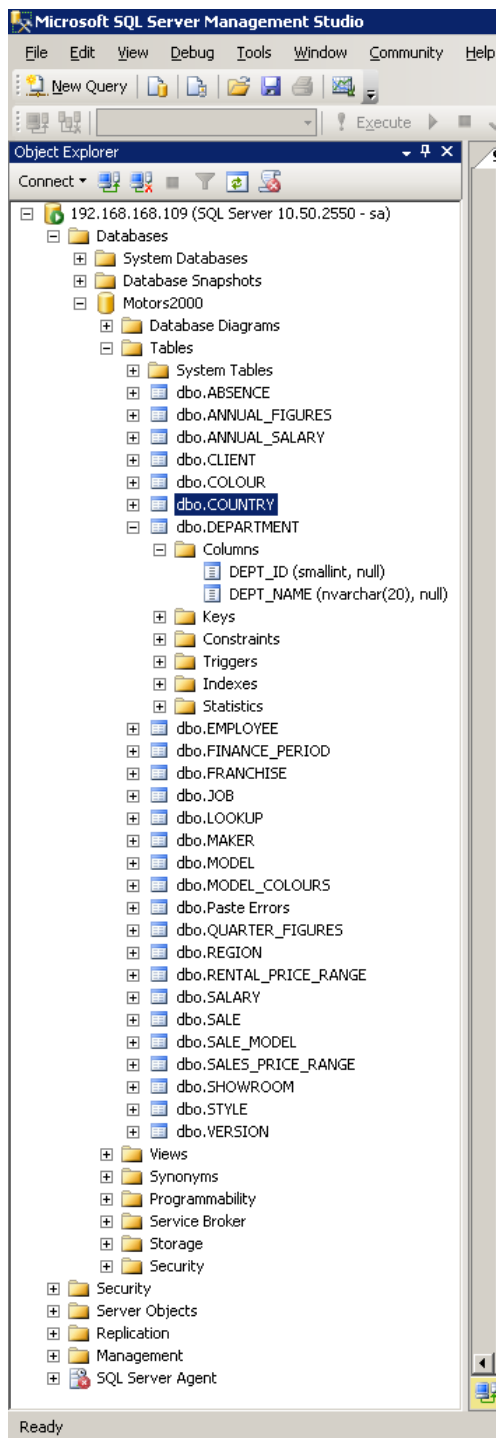 Microsoft SQL Server Management Studio
File Edit View Debug Tools Window Community Help
New Query
Execute
Object Explorer
Connect
192.168.168.109 (SQL Server 10.50.2550 - sa)
Databases
System Databases
Database Snapshots
Motors2000
Database Diagrams
Tables
System Tables
dbo.ABSENCE
dbo.ANNUAL_FIGURES
dbo.ANNUAL_SALARY
dbo.CLIENT
dbo.COLOUR
dbo.COUNTRY
dbo.DEPARTMENT
Columns
DEPT_ID (smallint, null)
DEPT_NAME (nvarchar(20), null)
Keys
Constraints
Triggers
Indexes
Statistics
dbo.EMPLOYEE
dbo.FINANCE_PERIOD
dbo.FRANCHISE
dbo.JOB
dbo.LOOKUP
dbo.MAKER
dbo.MODEL
dbo.MODEL_COLOURS
dbo.Paste Errors
dbo.QUARTER_FIGURES
dbo.REGION
dbo.RENTAL_PRICE_RANGE
dbo.SALARY
dbo.SALE
dbo.SALE_MODEL
dbo.SALES_PRICE_RANGE
dbo.SHOWROOM
dbo.STYLE
dbo.VERSION
Views
Synonyms
Programmability
Service Broker
Storage
Security
Security
Server Objects
Replication
Management
SQL Server Agent
Ready